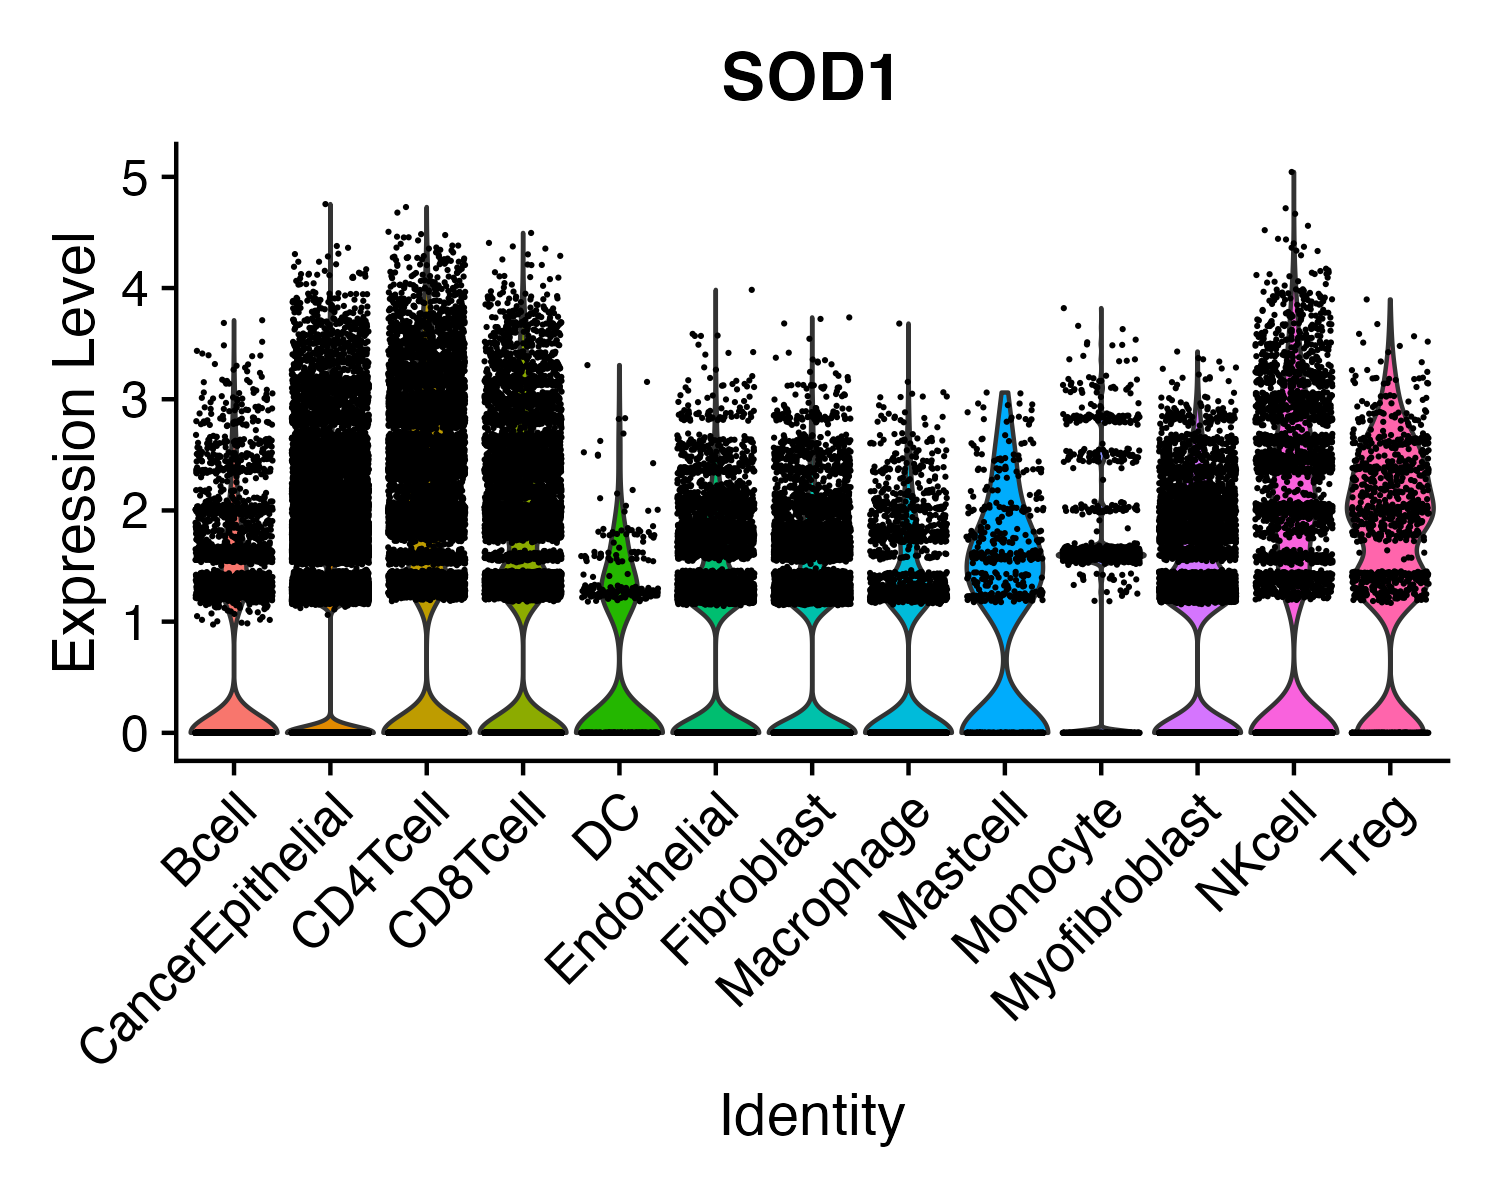 SOD1
Expression Level
5
4
3
2
1
0
Bcell
CancerEpithelial
CD4Tcell
CD8Tcell
DC
Endothelial
Fibroblast
Macrophage
Mastcell
Monocyte
Myofibroblast
NKcell
Treg
Identity